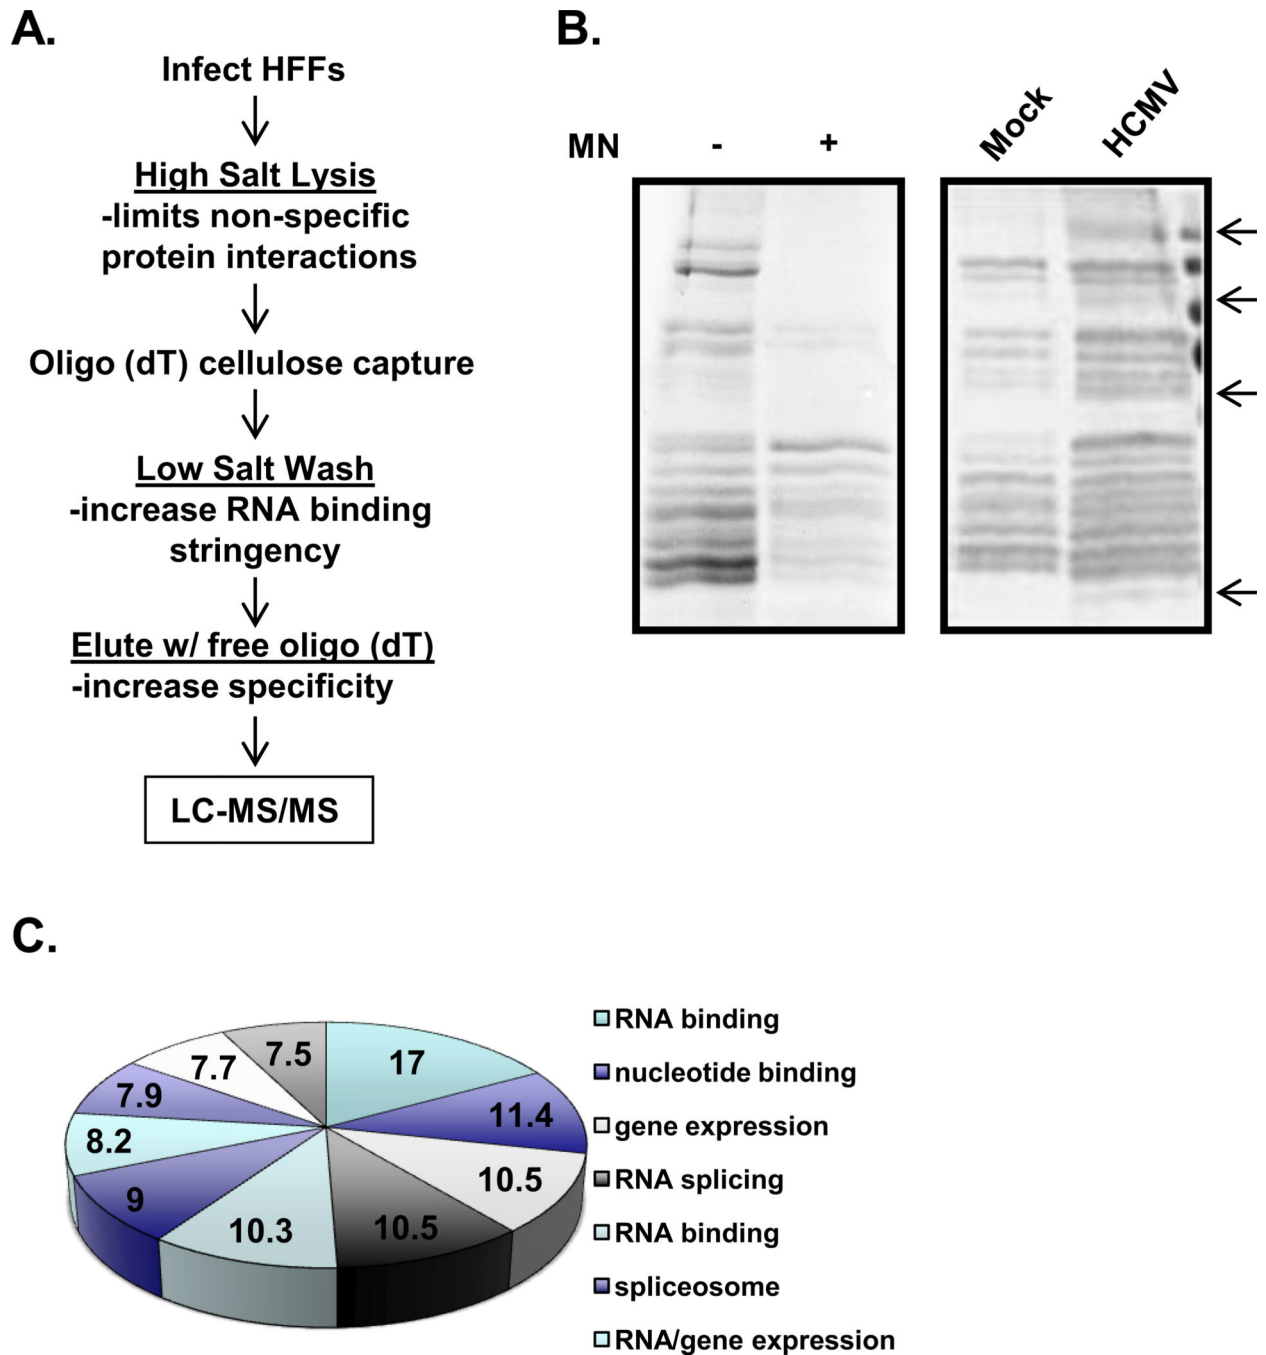 A.
Infect HFFs
High Salt Lysis
-limits non-specific
protein interactions
Oligo (dT) cellulose capture
Low Salt Wash
-increase RNA binding
stringency
Elute w/ free oligo (dT)
-increase specificity
LC-MS/MS
B.
MN - +
Mock HCMV
C.
7.5
17
7.7
7.9
11.4
8.2
10.5
9
10.3
10.5
RNA binding
nucleotide binding
gene expression
RNA splicing
RNA binding
spliceosome
RNA/gene expression